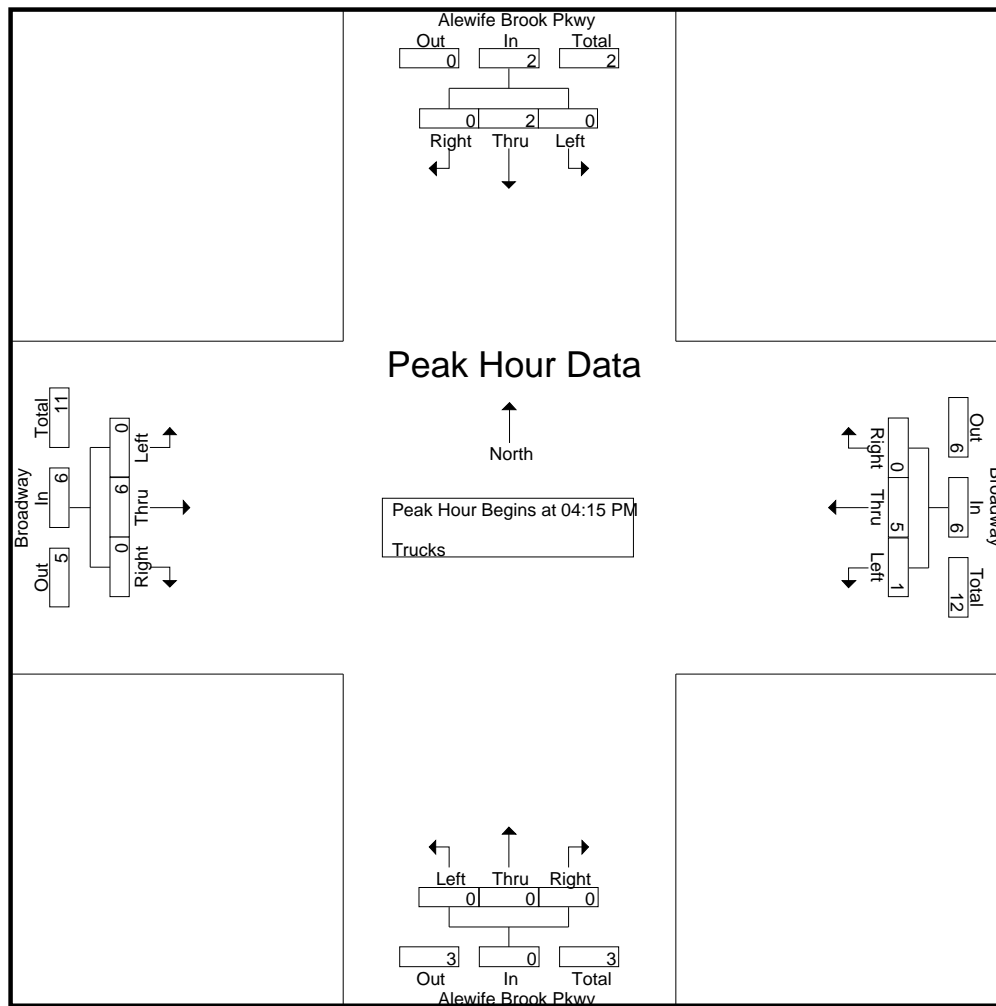 Alewife Brook Pkwy
Out In Total
0 2 2
0 2 0
Right Thru Left
Peak Hour Data
North
Peak Hour Begins at 04:15 PM
Trucks
Broadway
Total In Out
11 6 5
0 6 0
Left Thru Right
Right Thru Left
0 5 1
6 6 12
Out In Total
Broadway
Left Thru Right
0 0 0
3 0 3
Out In Total
Alewife Brook Pkwy